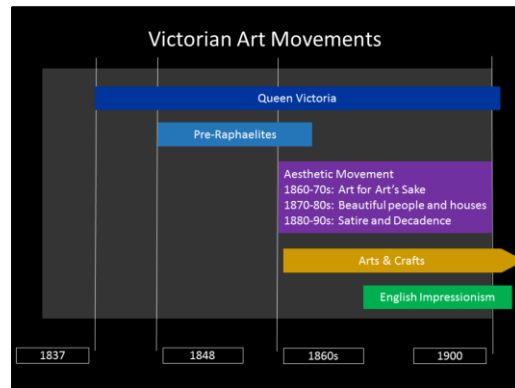 Victorian Art Movements
Queen Victoria
Pre-Raphaelites
Aesthetic Movement
1860-70s: Art for Art's Sake
1870-80s: Beautiful people and houses
1880-90s: Satire and Decadence
Arts & Crafts
English Impressionism
1837
1848
1860s
1900